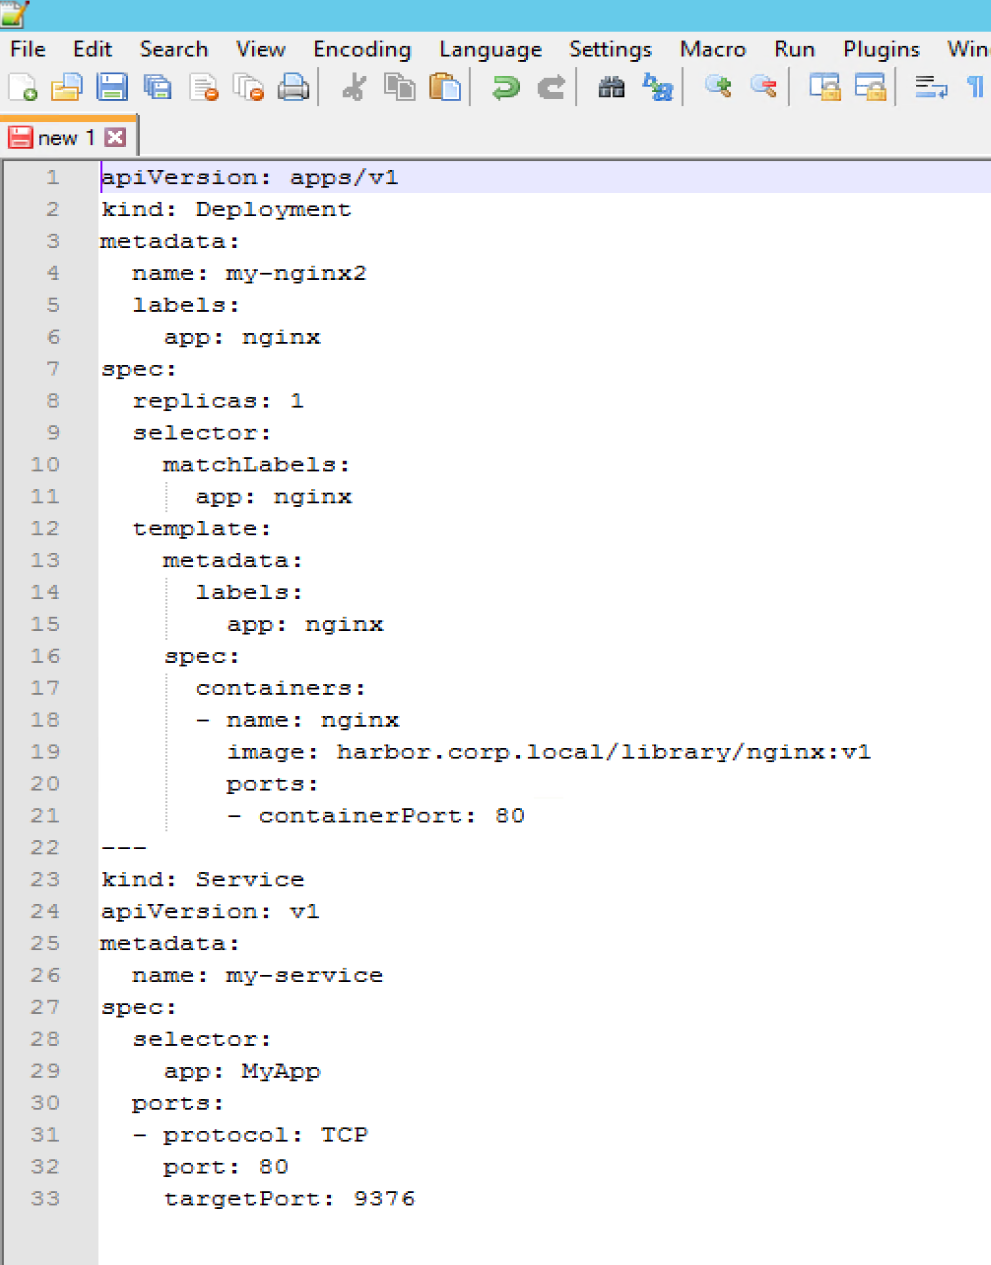 File Edit Search View Encoding Language Settings Macro Run Plugins Win
new 1
1 apiVersion: apps/v1
2 kind: Deployment
3 metadata:
4   name: my-nginx2
5   labels:
6     app: nginx
7 spec:
8   replicas: 1
9   selector:
10     matchLabels:
11       app: nginx
12   template:
13     metadata:
14       labels:
15         app: nginx
16     spec:
17       containers:
18       - name: nginx
19         image: harbor.corp.local/library/nginx:v1
20         ports:
21         - containerPort: 80
22 ---
23 kind: Service
24 apiVersion: v1
25 metadata:
26   name: my-service
27 spec:
28   selector:
29     app: MyApp
30   ports:
31   - protocol: TCP
32     port: 80
33     targetPort: 9376